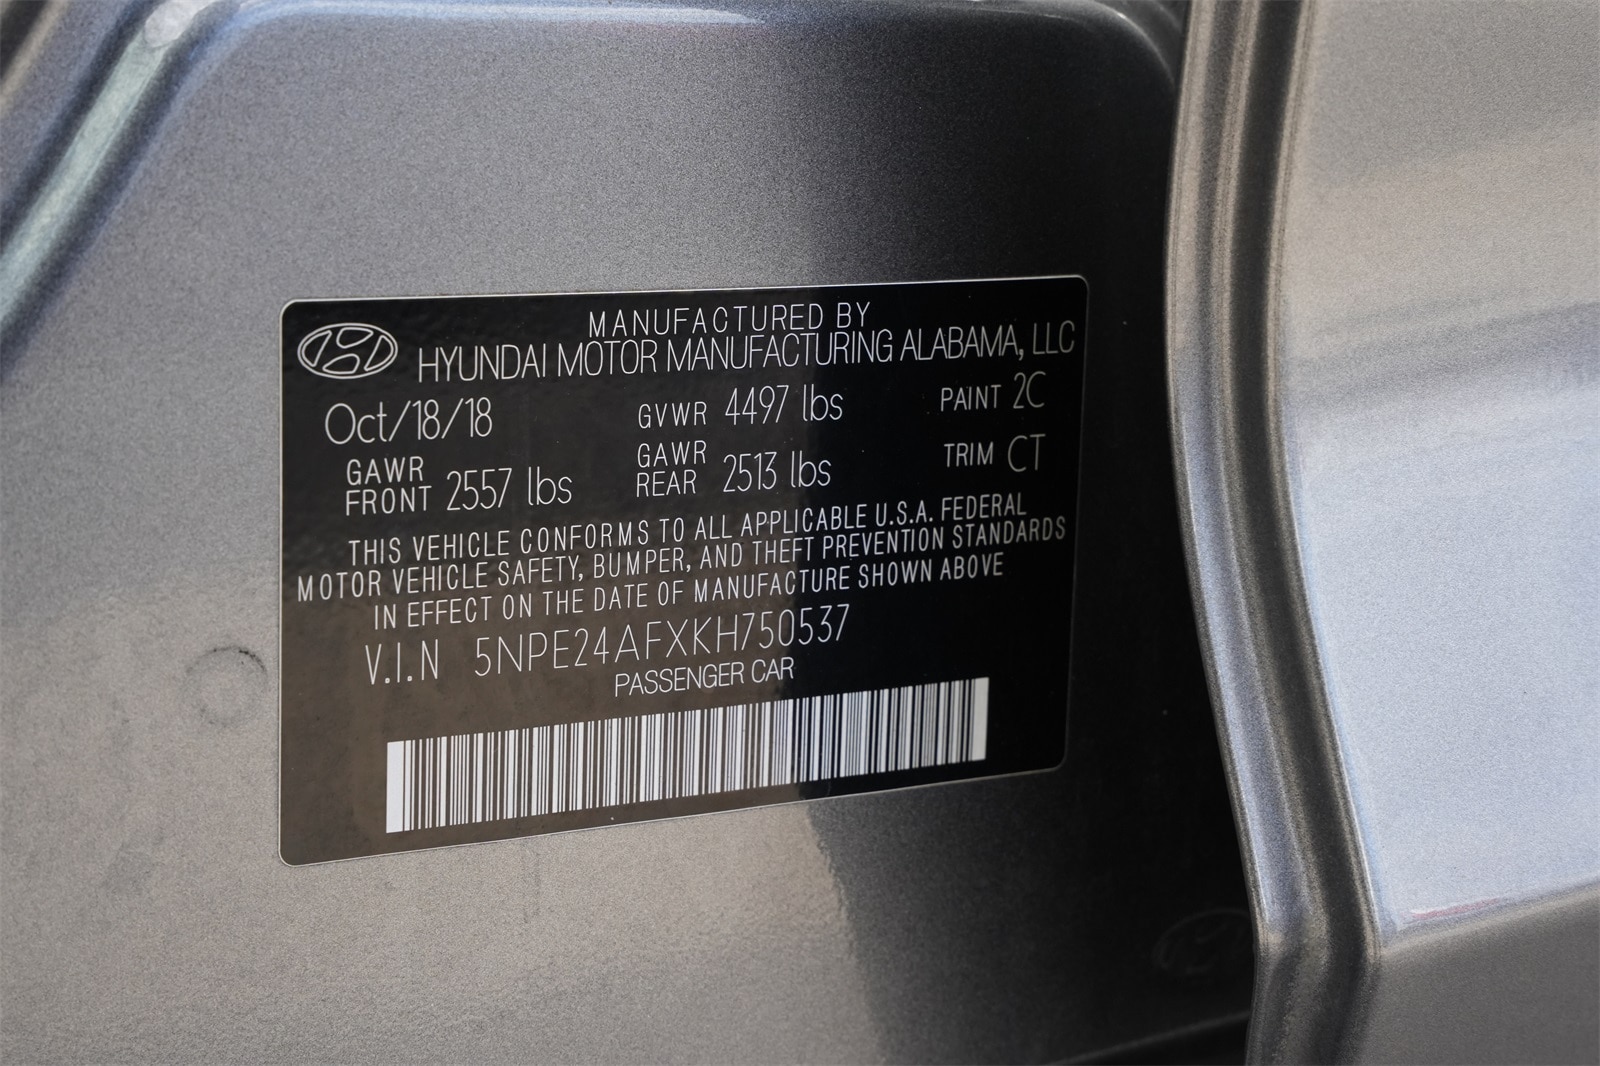 MANUFACTURED BY
HYUNDAI MOTOR MANUFACTURING ALABAMA, LLC
Oct/18/18 GVWR 4497 lbs PAINT 2C
GAWR FRONT 2557 lbs GAWR REAR 2513 lbs TRIM CT
THIS VEHICLE CONFORMS TO ALL APPLICABLE U.S.A. FEDERAL
MOTOR VEHICLE SAFETY, BUMPER, AND THEFT PREVENTION STANDARDS
IN EFFECT ON THE DATE OF MANUFACTURE SHOWN ABOVE
V.I.N 5NPE24AFXKH750537
PASSENGER CAR